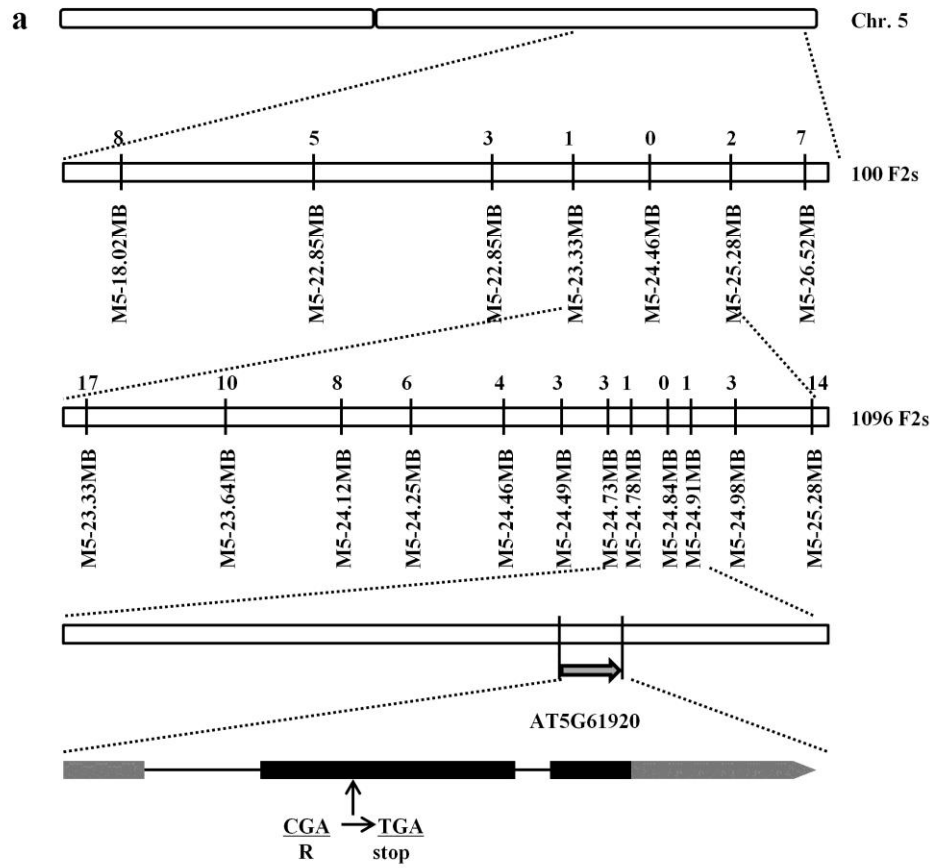 a
Chr. 5
8 5 3 1 0 2 7
100 F2s
M5-18.02MB M5-22.85MB M5-22.85MB M5-23.33MB M5-24.46MB M5-25.28MB M5-26.52MB
17 10 8 6 4 3 3 1 0 1 3 14
1096 F2s
M5-23.33MB M5-23.64MB M5-24.12MB M5-24.25MB M5-24.46MB M5-24.49MB M5-24.73MB M5-24.78MB M5-24.84MB M5-24.91MB M5-24.98MB M5-25.28MB
AT5G61920
CGA TGA
R stop